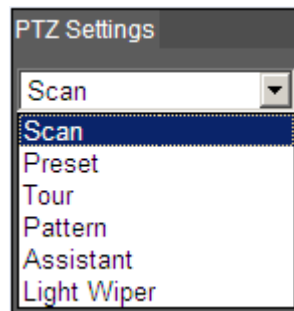 PTZ Settings
Scan
Scan
Preset
Tour
Pattern
Assistant
Light Wiper